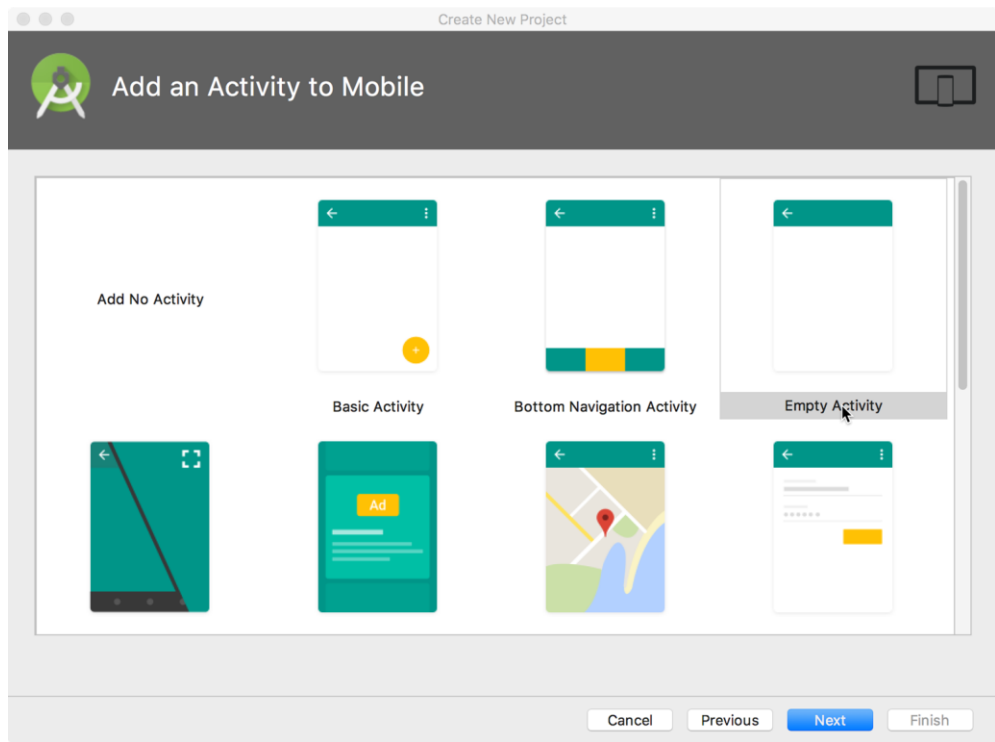 Create New Project
Add an Activity to Mobile
Add No Activity
Basic Activity
Bottom Navigation Activity
Empty Activity
Ad
Cancel
Previous
Next
Finish